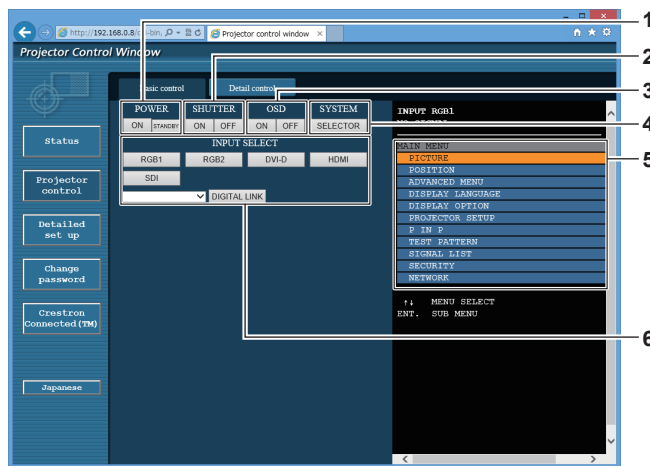 1
http://192.168.0.8/cgi-bin, Projector control window ×
Projector Control Window
2
Basic control Detail control
3
POWER SHUTTER OSD SYSTEM
ON STANDBY ON OFF ON OFF SELECTOR
4
INPUT SELECT
RGB1 RGB2 DVI-D HDMI
SDI
DIGITAL LINK
INPUT RGB1
NO SIGNAL
MAIN MENU
PICTURE
5
POSITION
ADVANCED MENU
DISPLAY LANGUAGE
DISPLAY OPTION
PROJECTOR SETUP
P IN P
TEST PATTERN
SIGNAL LIST
SECURITY
NETWORK
↑↓ MENU SELECT
ENT. SUB MENU
6
Status
Projector
control
Detailed
set up
Change
password
Crestron
Connected(TM)
Japanese